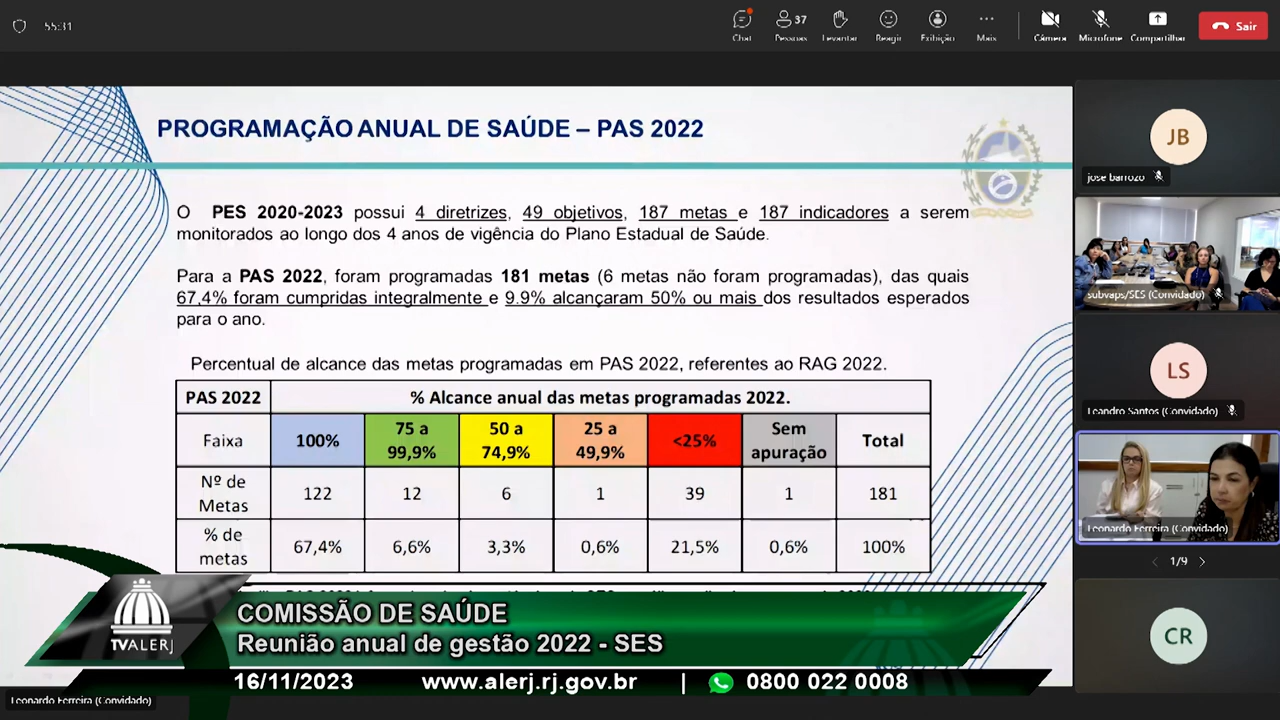 55:31
Chat
37
Pessoas
Levantar
Reagir
Exibição
Mais
Câmera
Microfone
Compartilhar
Sair
PROGRAMAÇÃO ANUAL DE SAÚDE – PAS 2022
O PES 2020-2023 possui 4 diretrizes, 49 objetivos, 187 metas e 187 indicadores a serem
monitorados ao longo dos 4 anos de vigência do Plano Estadual de Saúde.
Para a PAS 2022, foram programadas 181 metas (6 metas não foram programadas), das quais
67,4% foram cumpridas integralmente e 9.9% alcançaram 50% ou mais dos resultados esperados
para o ano.
Percentual de alcance das metas programadas em PAS 2022, referentes ao RAG 2022.
PAS 2022 % Alcance anual das metas programadas 2022.
Faixa 100% 75 a 99,9% 50 a 74,9% 25 a 49,9% <25% Sem apuração Total
Nº de Metas 122 12 6 1 39 1 181
% de metas 67,4% 6,6% 3,3% 0,6% 21,5% 0,6% 100%
JB
jose barrozo
subvaps/SES (Convidado)
LS
Leandro Santos (Convidado)
Leonardo Ferreira (Convidado)
1/9
CR
TVALERJ
COMISSÃO DE SAÚDE
Reunião anual de gestão 2022 - SES
16/11/2023 www.alerj.rj.gov.br | 0800 022 0008
Leonardo Ferreira (Convidado)